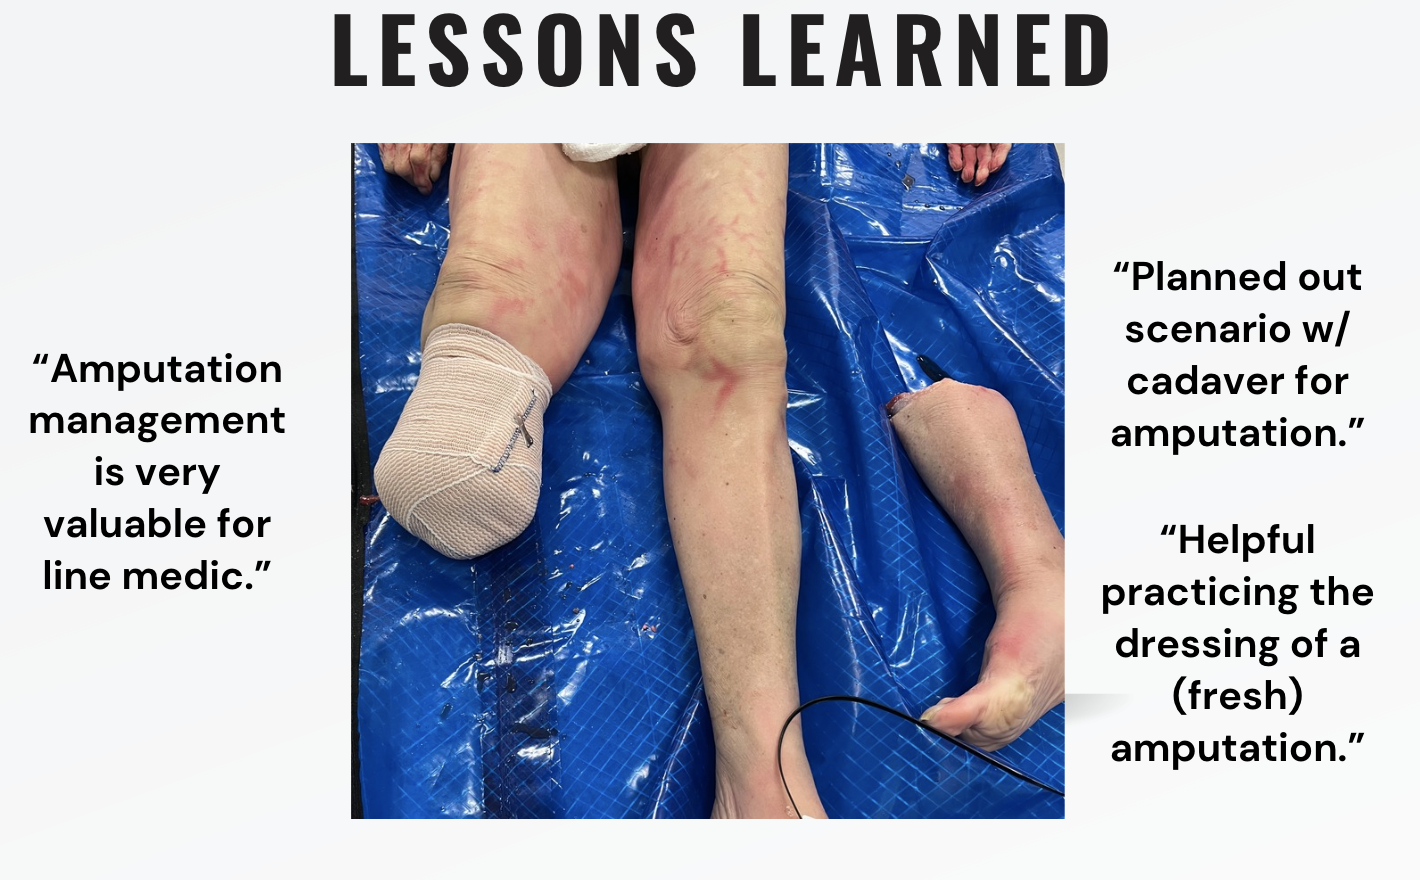 LESSONS LEARNED
“Amputation
management
is very
valuable for
line medic.”
“Planned out
scenario w/
cadaver for
amputation.”
“Helpful
practicing the
dressing of a
(fresh)
amputation.”